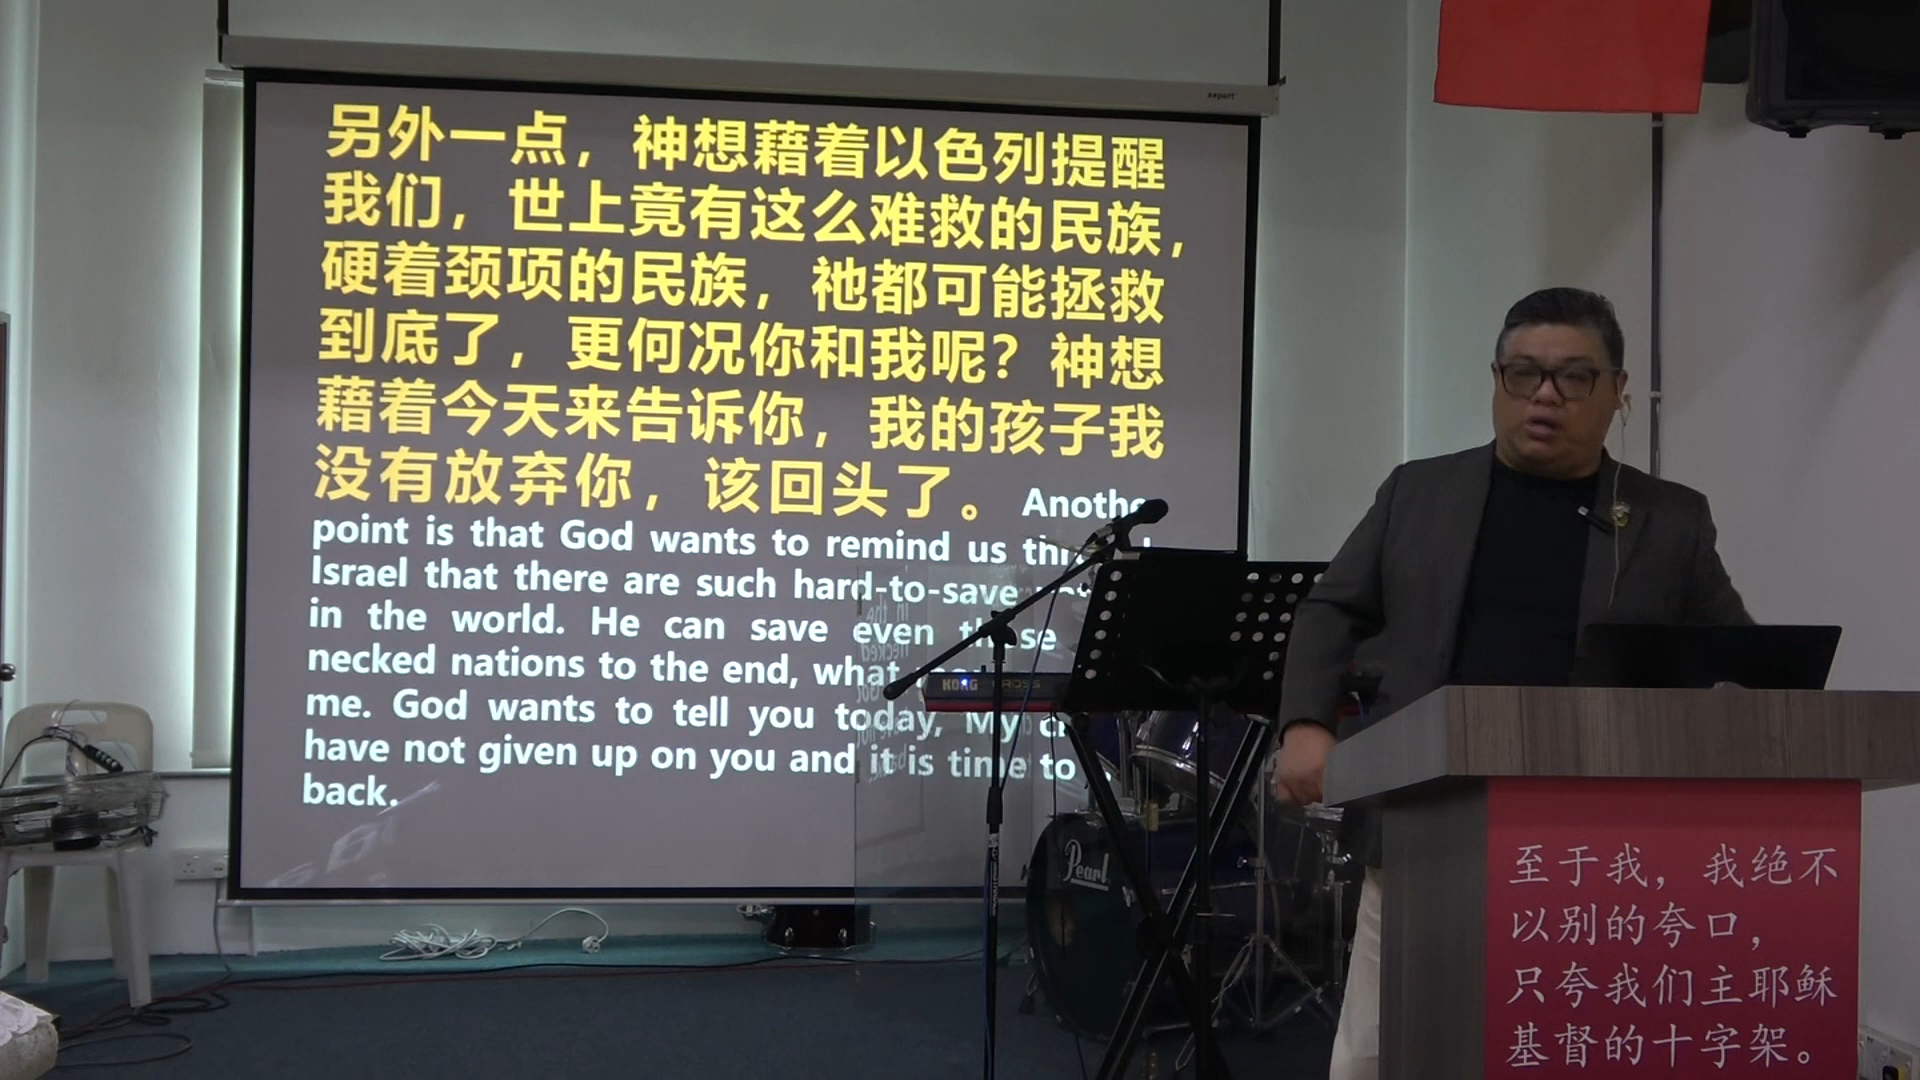 另外一点，神想藉着以色列提醒
我们，世上竟有这么难救的民族，
硬着颈项的民族，祂都可能拯救
到底了，更何况你和我呢？神想
藉着今天来告诉你，我的孩子我
没有放弃你，该回头了。
point is that God wants to remind us
Israel that there are such hard-to-save
in the world. He can save even
necked nations to the end, what
me. God wants to tell you today, My
have not given up on you and it is time to
back.
KORG KROSS
Pearl
至于我，我绝不
以别的夸口，
只夸我们主耶稣
基督的十字架。